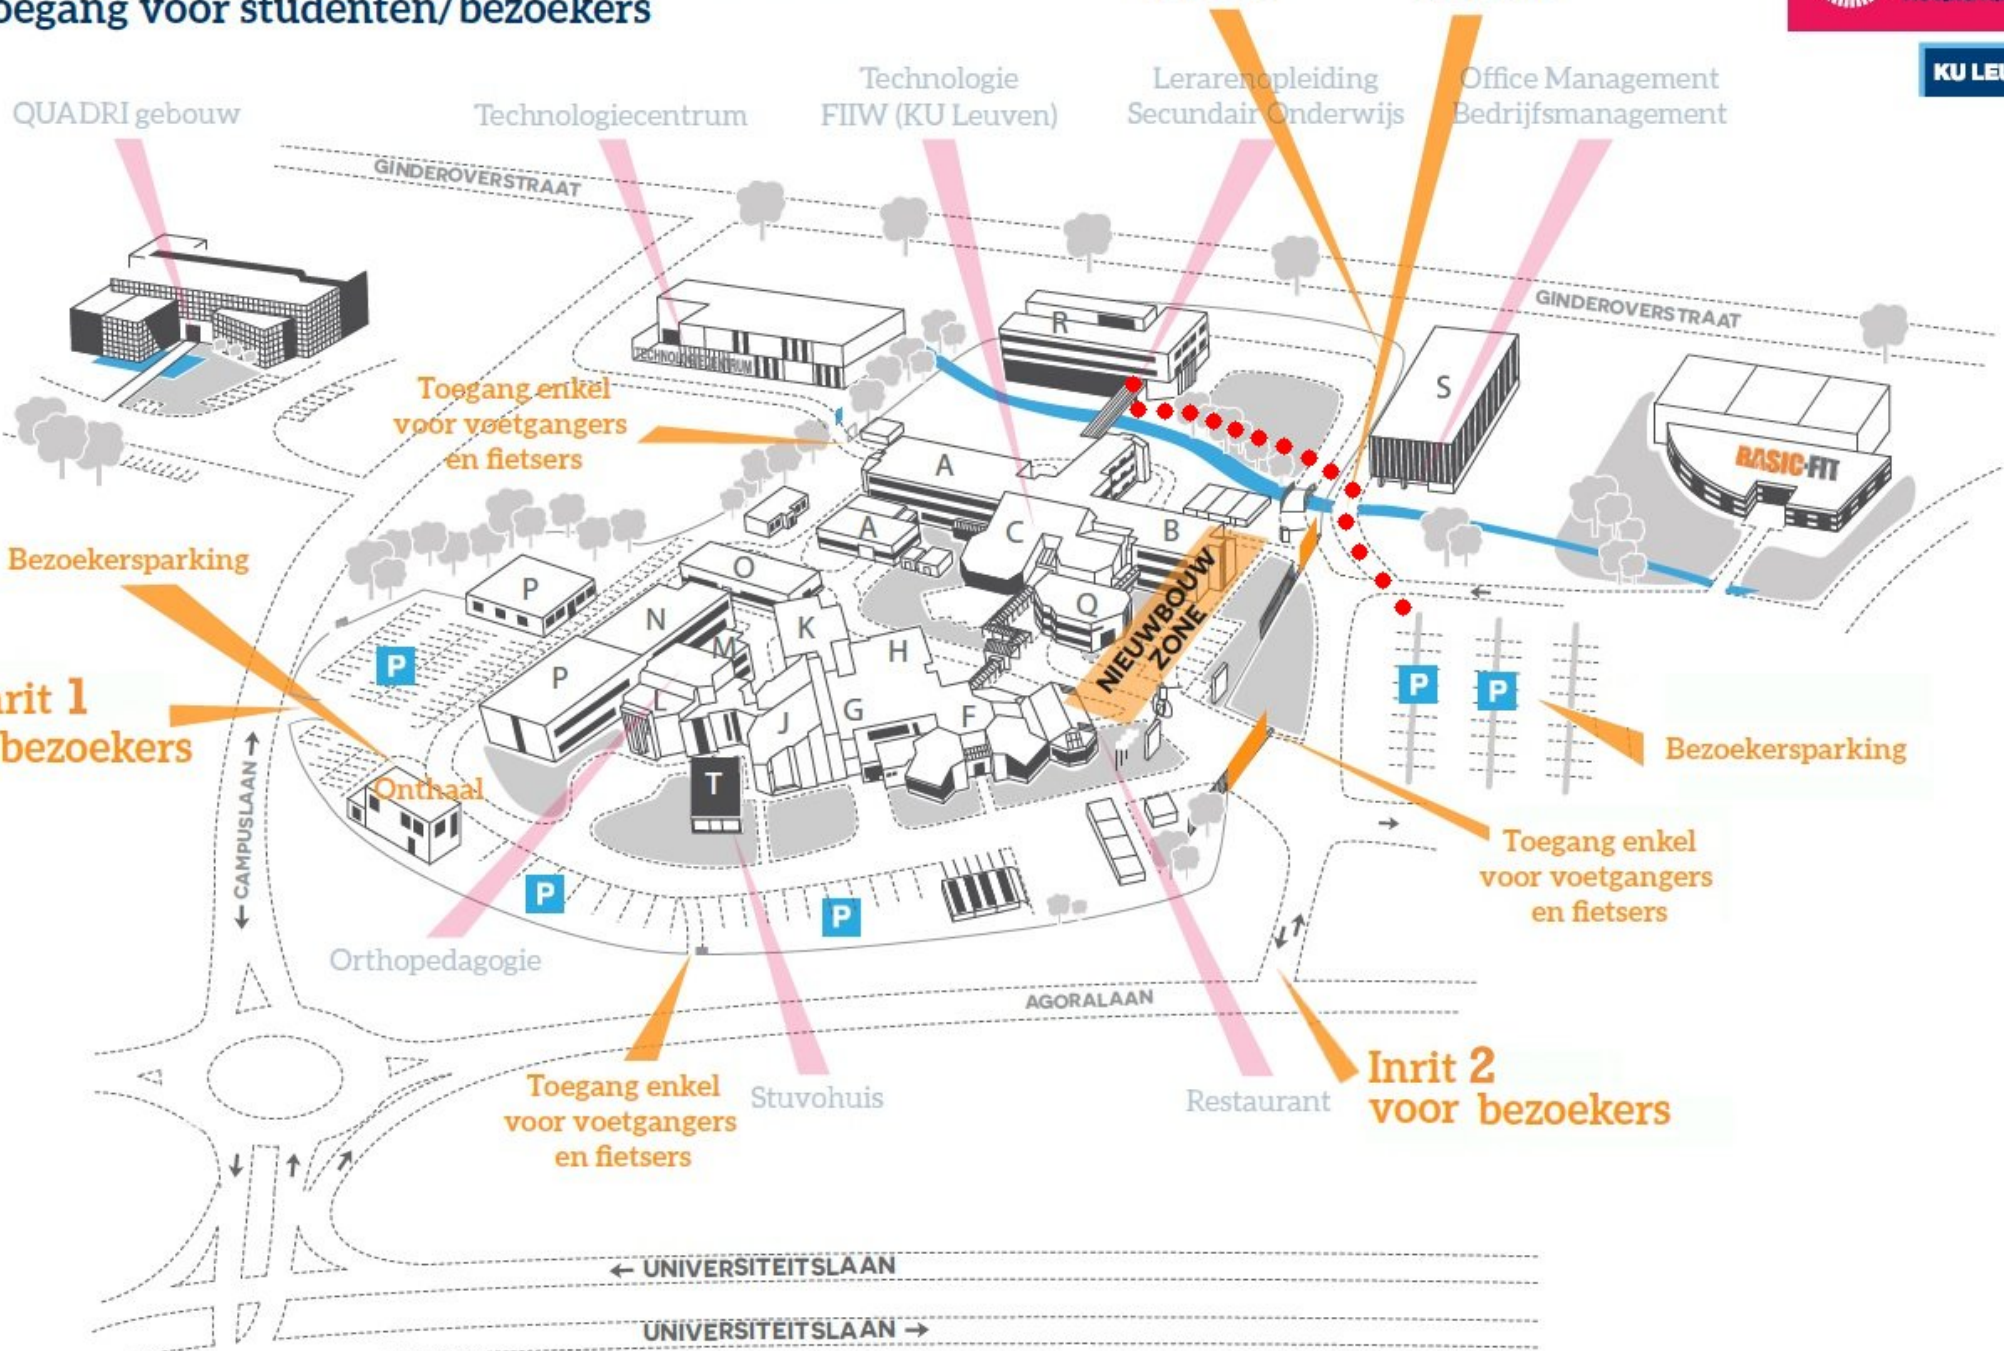 oegang voor studenten/bezoekers
KU LEU
QUADRI gebouw
Technologiecentrum
Technologie
FIIW (KU Leuven)
Lerarenopleiding
Secundair Onderwijs
Office Management
Bedrijfsmanagement
GINDEROVERSTRAAT
GINDEROVERSTRAAT
R
S
TECHNOLOGIECENTRUM
BASIC-FIT
Toegang enkel
voor voetgangers
en fietsers
A
A
C
B
Bezoekersparking
P
O
N
M
K
Q
H
NIEUWBOUW
ZONE
P
P
L
J
G
F
P
P
nrit 1
bezoekers
Bezoekersparking
Onthaal
T
← CAMPUSLAAN →
Toegang enkel
voor voetgangers
en fietsers
P
P
Orthopedagogie
AGORALAAN
Toegang enkel
voor voetgangers
en fietsers
Stuvohuis
Restaurant
Inrit 2
voor bezoekers
← UNIVERSITEITSLAAN
UNIVERSITEITSLAAN →